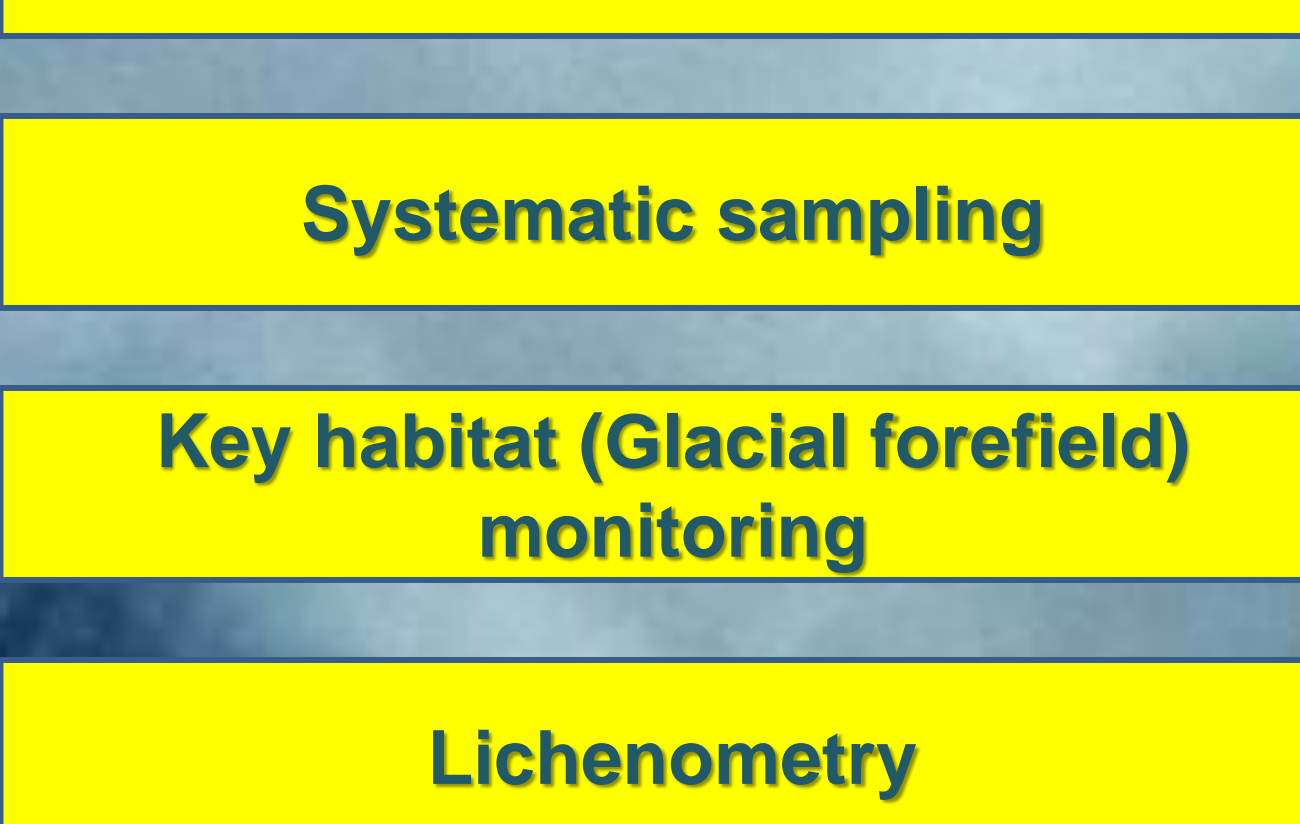 Systematic sampling
Key habitat (Glacial forefield)
monitoring
Lichenometry